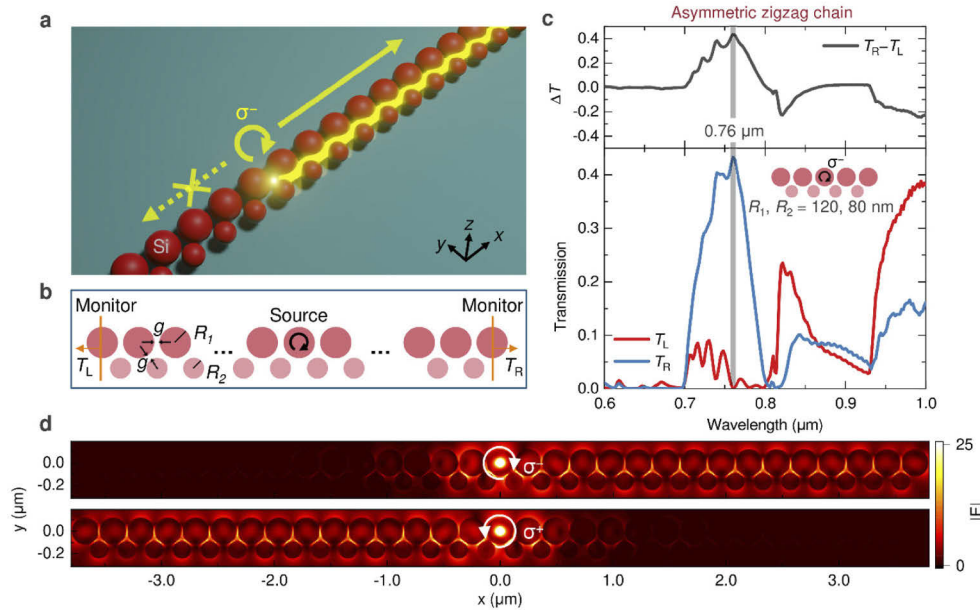 a
σ−
Si
z
y
x
b
Monitor
Source
Monitor
g
R1
...
...
TL
g
R2
TR
c
Asymmetric zigzag chain
0.4
0.2
0.0
-0.2
-0.4
ΔT
TR−TL
0.76 μm
0.4
0.3
0.2
0.1
0.0
Transmission
σ−
R1, R2 = 120, 80 nm
TL
TR
0.6 0.7 0.8 0.9 1.0
Wavelength (μm)
d
0.0
-0.2
σ−
0.0
-0.2
σ+
y (μm)
-3.0 -2.0 -1.0 0.0 1.0 2.0 3.0
x (μm)
25
0
|E|